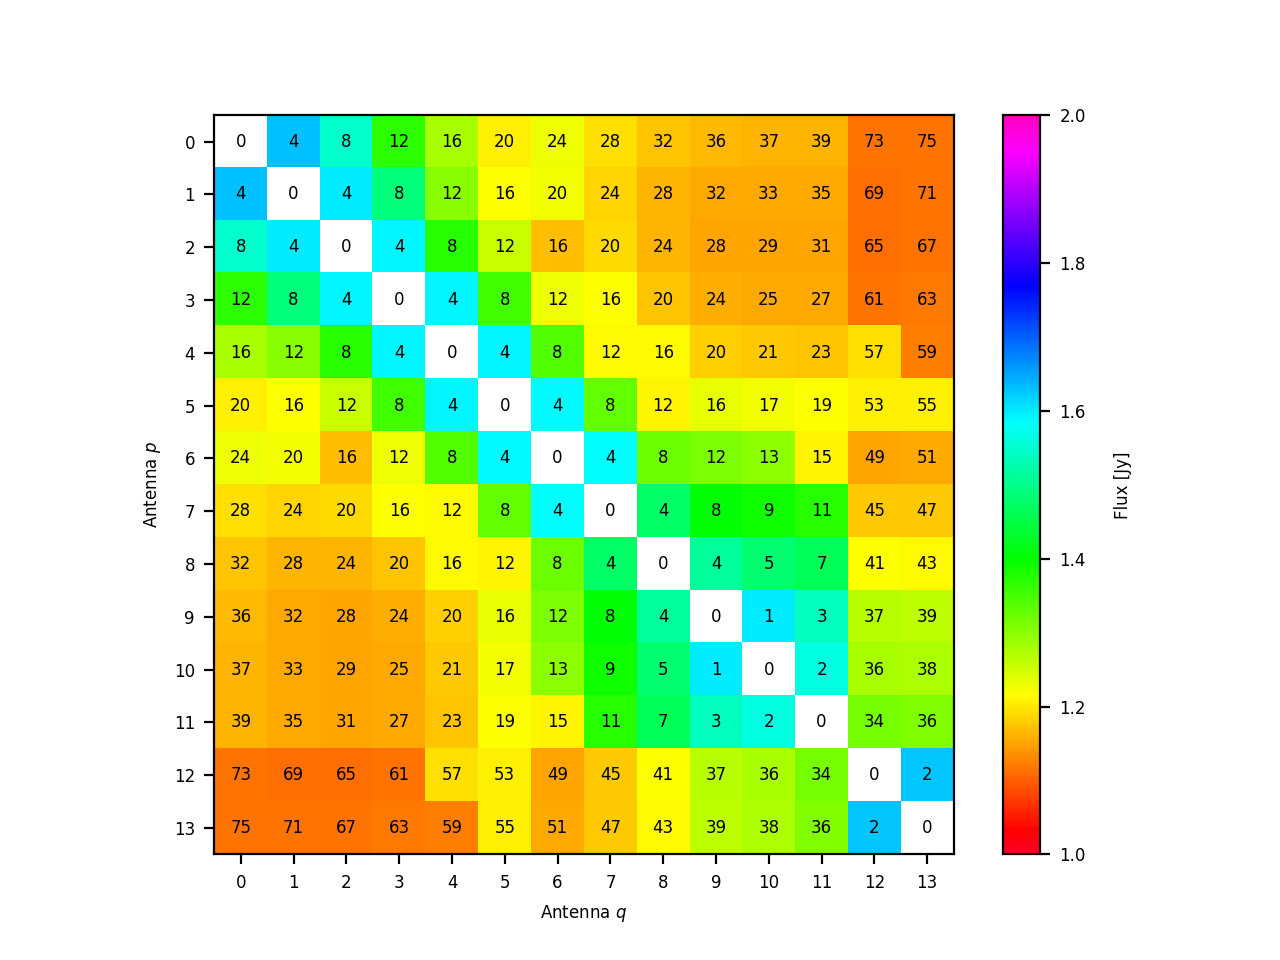 0 0 4 8 12 16 20 24 28 32 36 37 39 73 75
1 4 0 4 8 12 16 20 24 28 32 33 35 69 71
2 8 4 0 4 8 12 16 20 24 28 29 31 65 67
3 12 8 4 0 4 8 12 16 20 24 25 27 61 63
4 16 12 8 4 0 4 8 12 16 20 21 23 57 59
5 20 16 12 8 4 0 4 8 12 16 17 19 53 55
6 24 20 16 12 8 4 0 4 8 12 13 15 49 51
7 28 24 20 16 12 8 4 0 4 8 9 11 45 47
8 32 28 24 20 16 12 8 4 0 4 5 7 41 43
9 36 32 28 24 20 16 12 8 4 0 1 3 37 39
10 37 33 29 25 21 17 13 9 5 1 0 2 36 38
11 39 35 31 27 23 19 15 11 7 3 2 0 34 36
12 73 69 65 61 57 53 49 45 41 37 36 34 0 2
13 75 71 67 63 59 55 51 47 43 39 38 36 2 0
0 1 2 3 4 5 6 7 8 9 10 11 12 13
Antenna q
Antenna p
2.0
1.8
1.6
1.4
1.2
1.0
Flux [Jy]